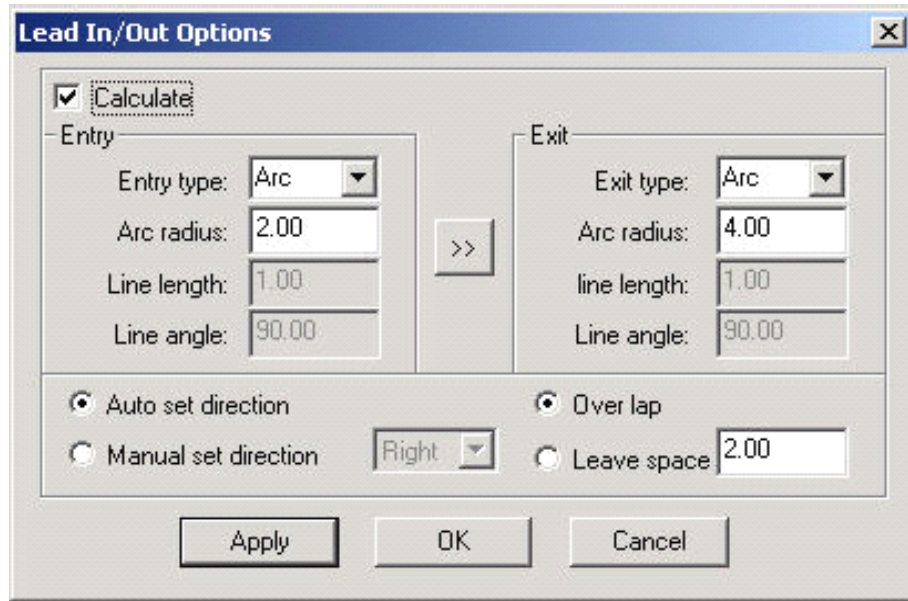 Lead In/Out Options
Calculate
Entry
Exit
Entry type: Arc
Exit type: Arc
Arc radius: 2.00
>>
Arc radius: 4.00
Line length: 1.00
line length: 1.00
Line angle: 90.00
Line angle: 90.00
Auto set direction
Over lap
Manual set direction Right
Leave space 2.00
Apply
OK
Cancel